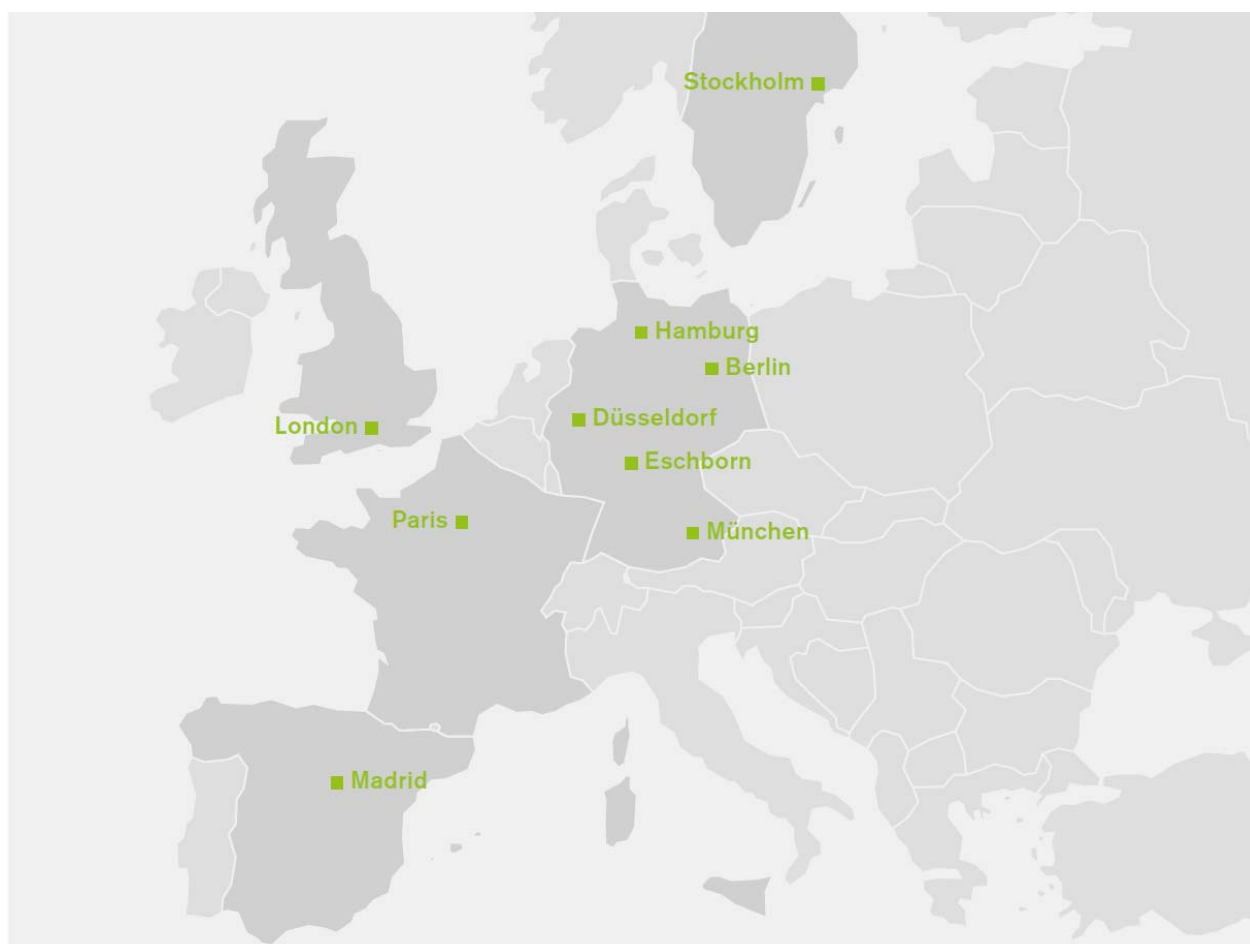 Stockholm
Hamburg
Berlin
Düsseldorf
London
Eschborn
Paris
München
Madrid